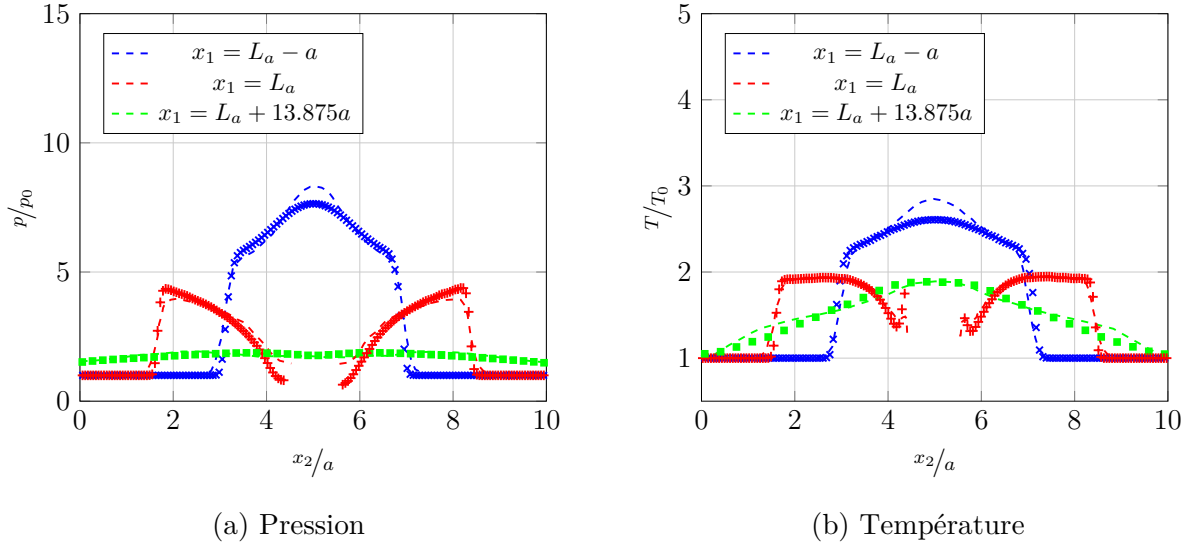 15
10
5
0
p/p₀
x₁ = Lₐ − a
x₁ = Lₐ
x₁ = Lₐ + 13.875a
0 2 4 6 8 10
x₂/a
(a) Pression
5
4
3
2
1
T/T₀
x₁ = Lₐ − a
x₁ = Lₐ
x₁ = Lₐ + 13.875a
0 2 4 6 8 10
x₂/a
(b) Température